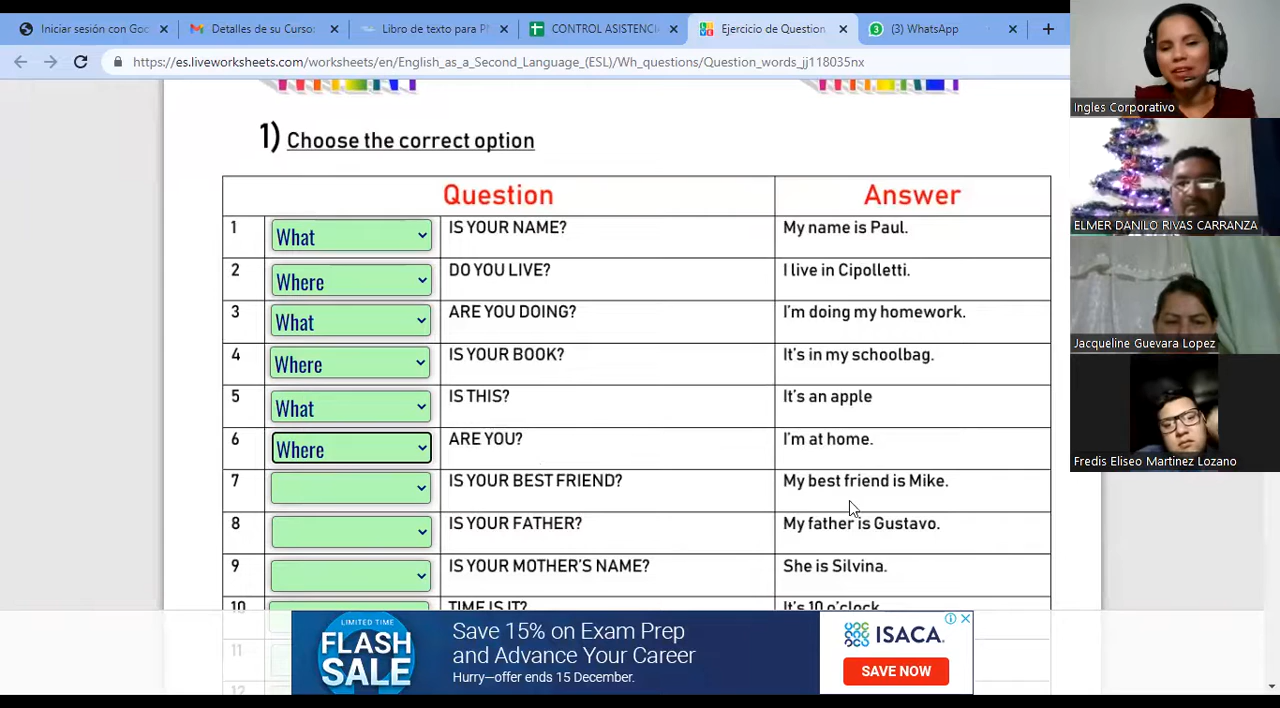 Iniciar sesión con Goo
Detalles de su Curso:
Libro de texto para PN
CONTROL ASISTENCI
Ejercicio de Question
(3) WhatsApp
https://es.liveworksheets.com/worksheets/en/English_as_a_Second_Language_(ESL)/Wh_questions/Question_words_jj118035nx
Ingles Corporativo
ELMER DANILO RIVAS CARRANZA
Jacqueline Guevara Lopez
Fredis Eliseo Martinez Lozano
1) Choose the correct option
Question Answer
1 What IS YOUR NAME? My name is Paul.
2 Where DO YOU LIVE? I live in Cipolletti.
3 What ARE YOU DOING? I'm doing my homework.
4 Where IS YOUR BOOK? It's in my schoolbag.
5 What IS THIS? It's an apple
6 Where ARE YOU? I'm at home.
7 IS YOUR BEST FRIEND? My best friend is Mike.
8 IS YOUR FATHER? My father is Gustavo.
9 IS YOUR MOTHER'S NAME? She is Silvina.
10 TIME IS IT? It's 10 o'clock
11
12
LIMITED TIME
FLASH
SALE
Save 15% on Exam Prep
and Advance Your Career
Hurry—offer ends 15 December.
ISACA.
SAVE NOW